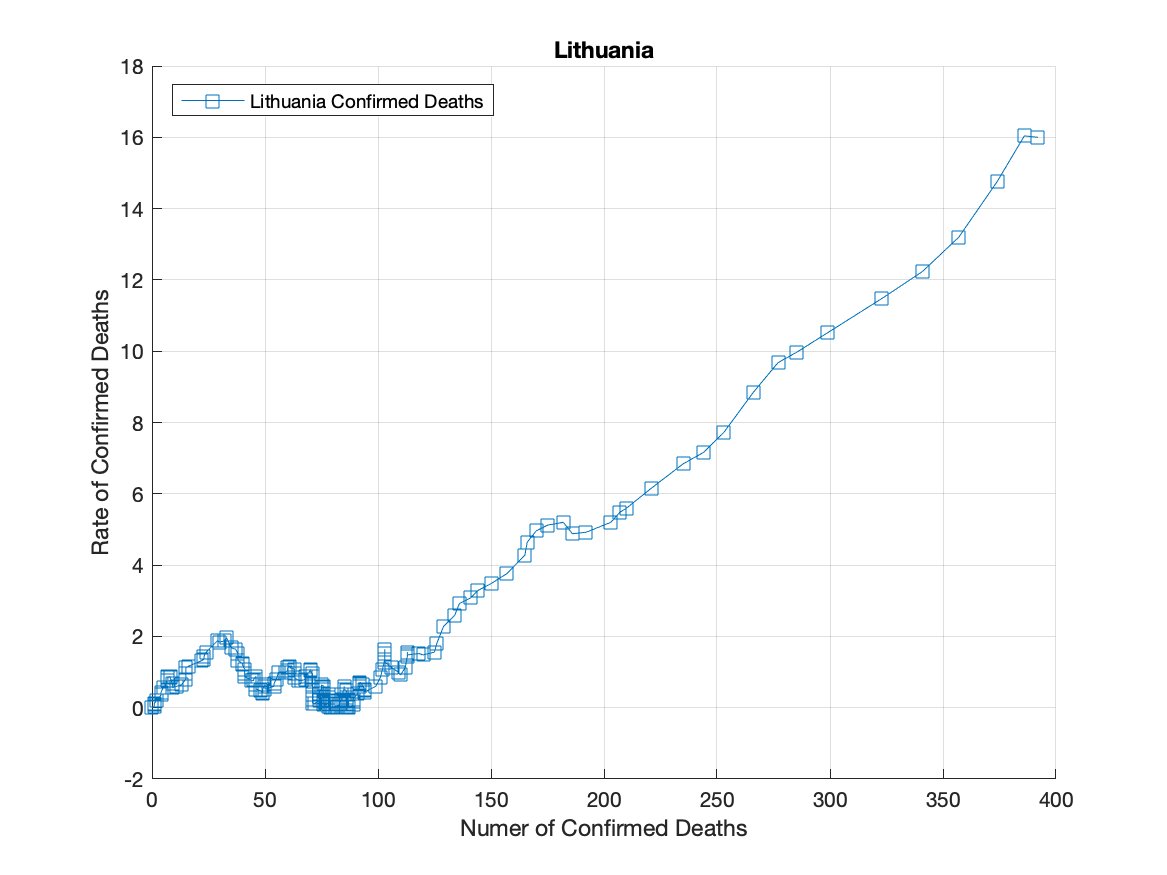 Lithuania
Lithuania Confirmed Deaths
18
16
14
12
10
8
6
4
2
0
-2
Rate of Confirmed Deaths
0 50 100 150 200 250 300 350 400
Numer of Confirmed Deaths